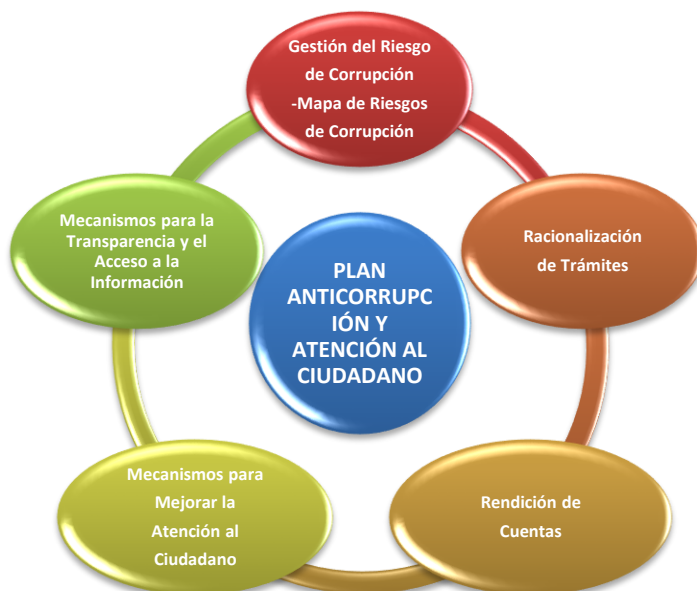 Gestión del Riesgo
de Corrupción
-Mapa de Riesgos
de Corrupción
Mecanismos para la
Transparencia y el
Acceso a la
Información
Racionalización
de Trámites
PLAN
ANTICORRUPC
IÓN Y
ATENCIÓN AL
CIUDADANO
Mecanismos para
Mejorar la
Atención al
Ciudadano
Rendición de
Cuentas